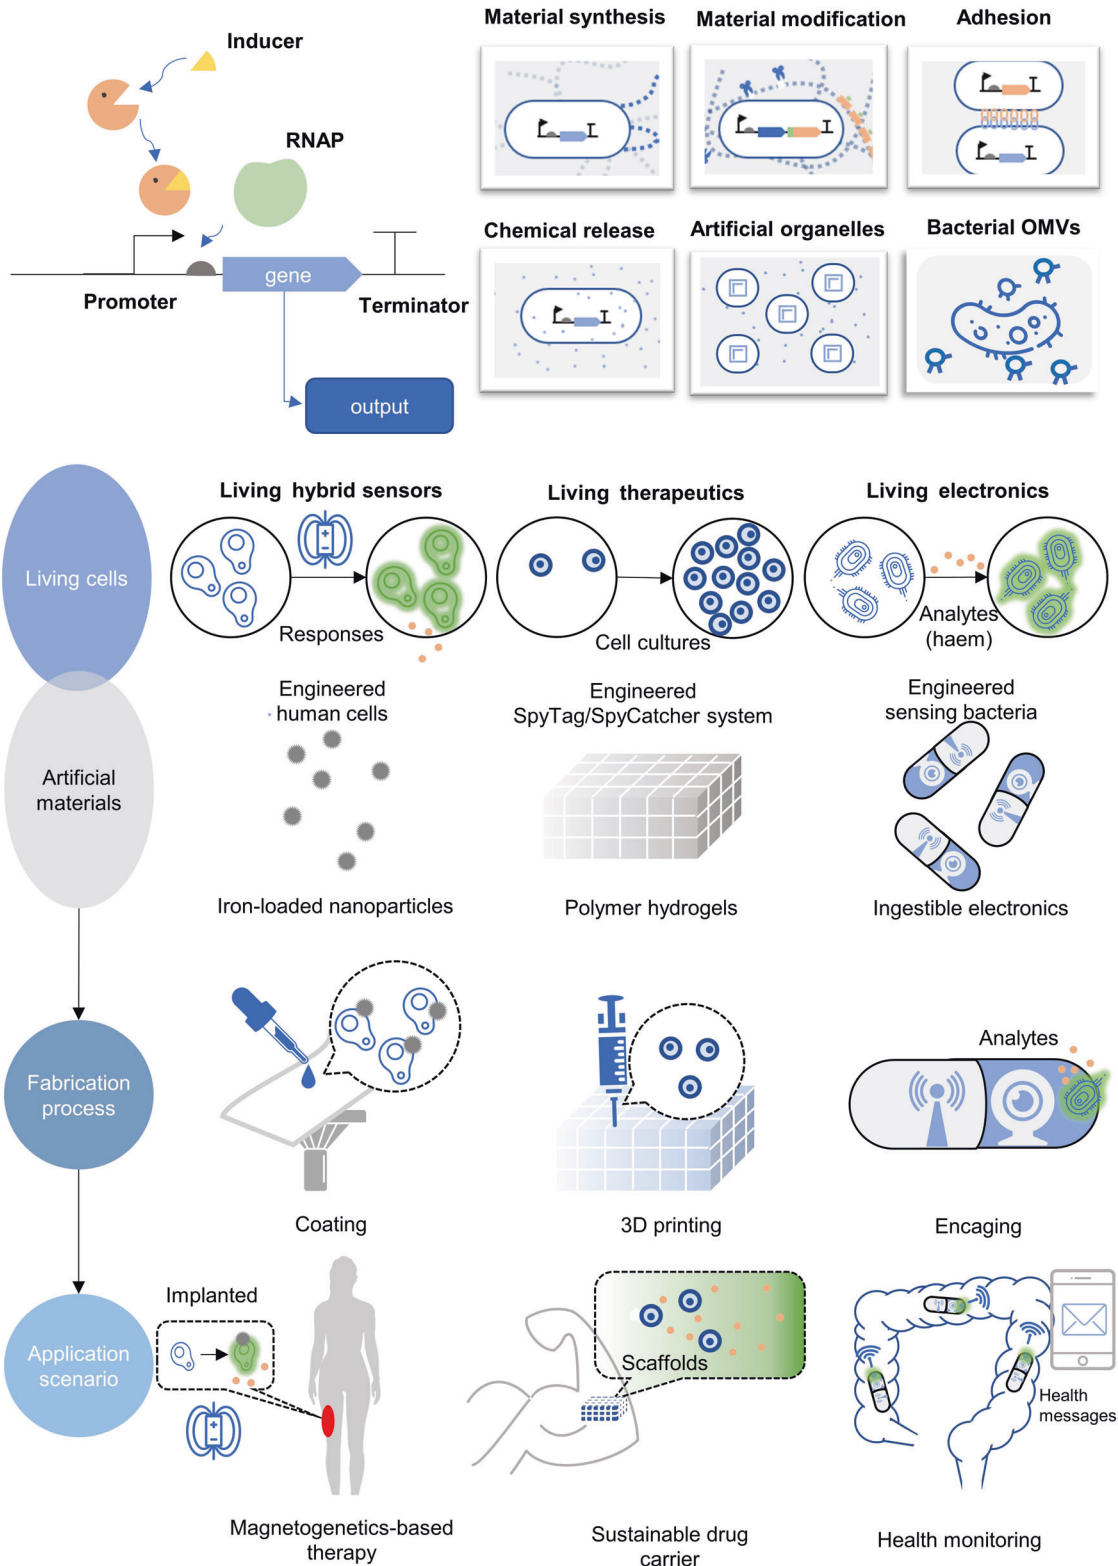 Inducer
RNAP
Promoter
gene
Terminator
output
Material synthesis
Material modification
Adhesion
Chemical release
Artificial organelles
Bacterial OMVs
Living cells
Living hybrid sensors
Living therapeutics
Living electronics
Responses
Cell cultures
Analytes
(haem)
Engineered
human cells
Engineered
SpyTag/SpyCatcher system
Engineered
sensing bacteria
Artificial
materials
Iron-loaded nanoparticles
Polymer hydrogels
Ingestible electronics
Fabrication
process
Analytes
Coating
3D printing
Encaging
Application
scenario
Implanted
Scaffolds
Health
messages
Magnetogenetics-based
therapy
Sustainable drug
carrier
Health monitoring